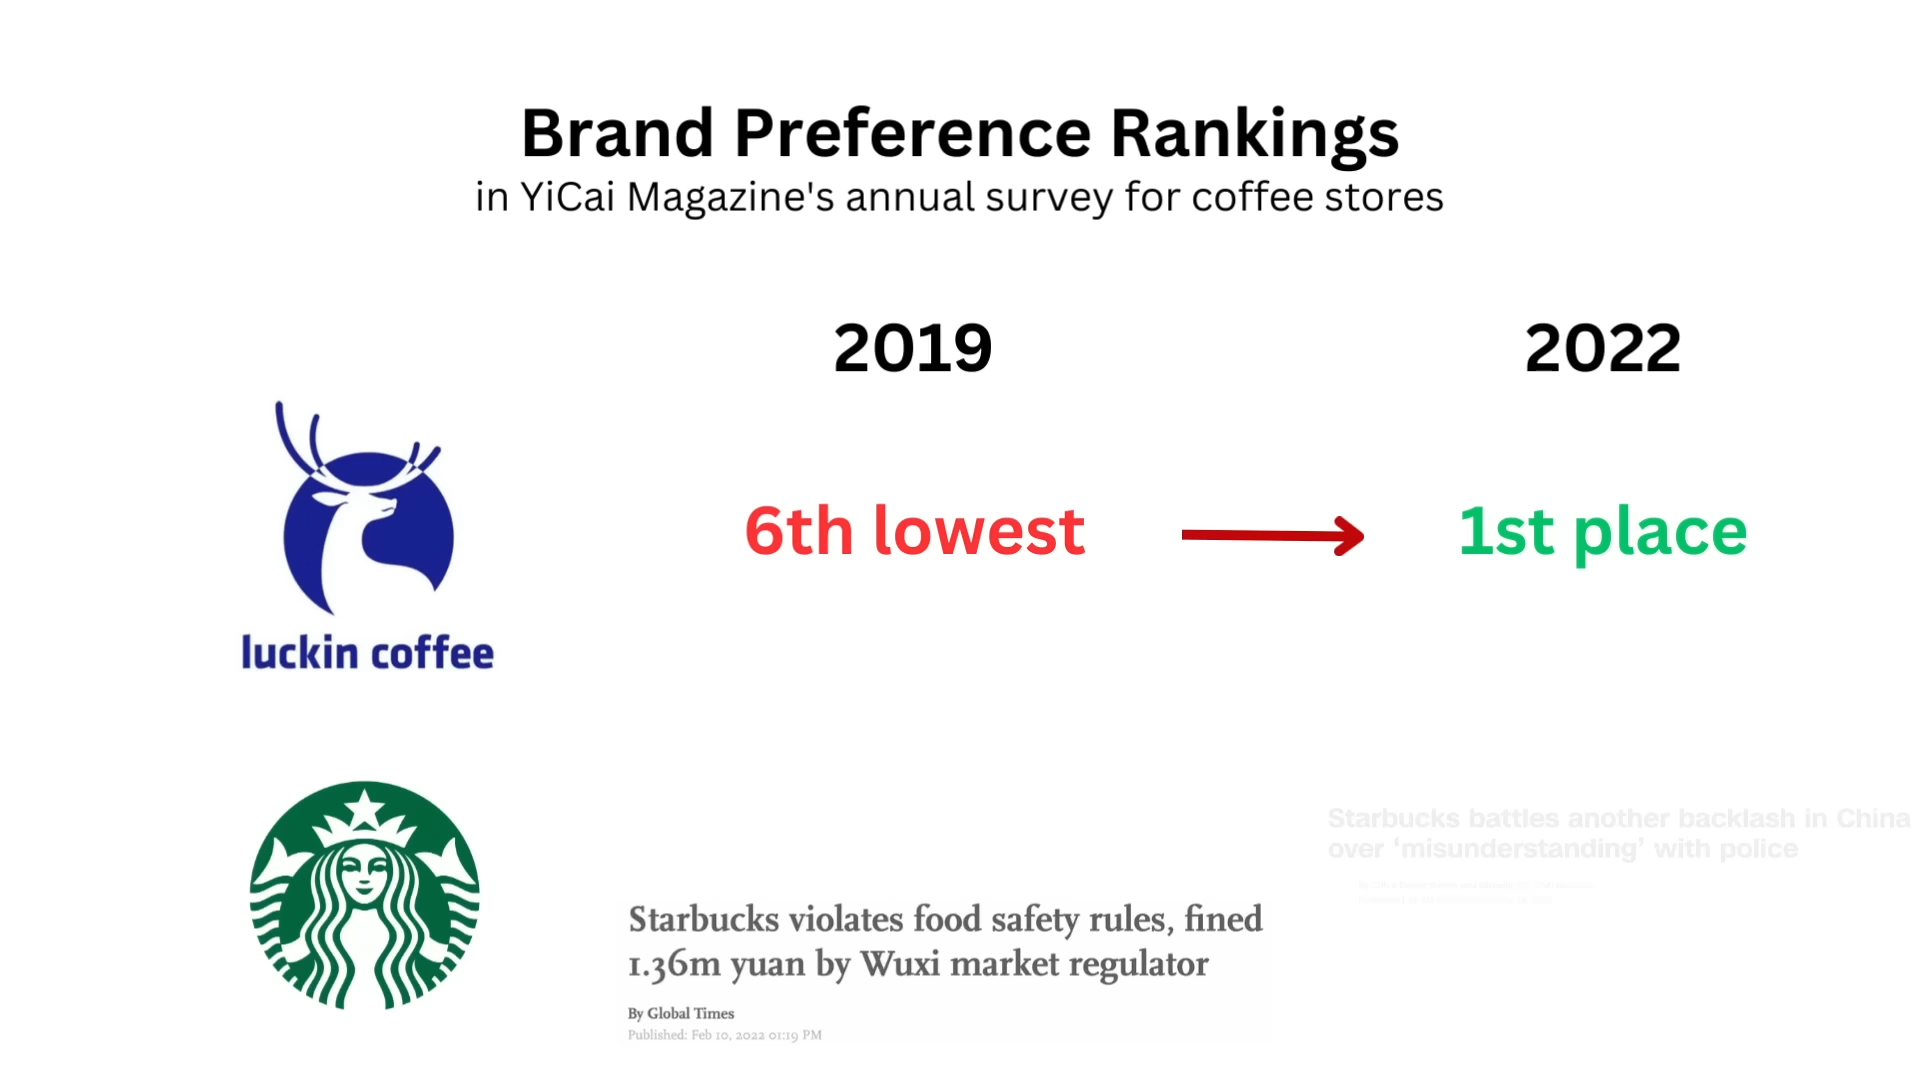 Brand Preference Rankings
in YiCai Magazine's annual survey for coffee stores
2019
2022
6th lowest
1st place
luckin coffee
Starbucks battles another backlash in China
over ‘misunderstanding’ with police
Starbucks violates food safety rules, fined
1.36m yuan by Wuxi market regulator
By Global Times
Published: Feb 10, 2022 01:19 PM